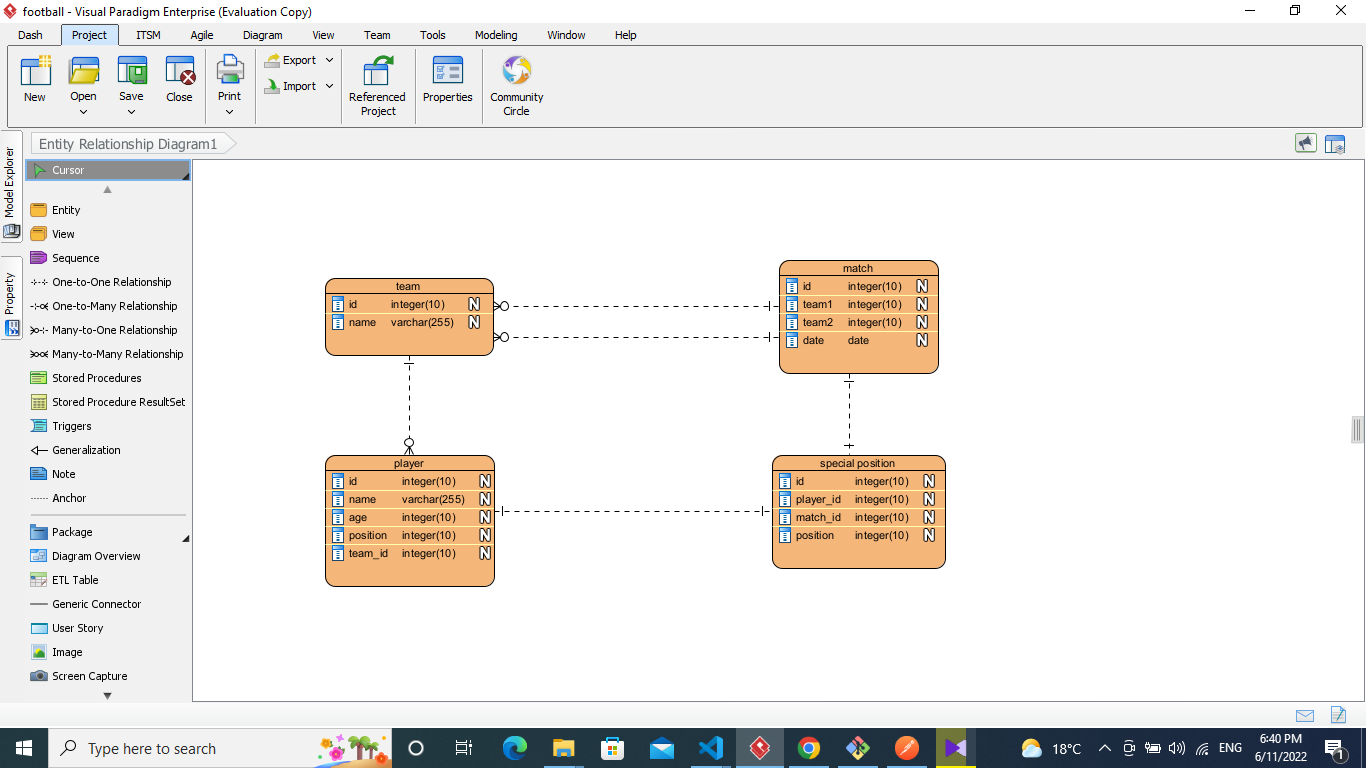 football - Visual Paradigm Enterprise (Evaluation Copy)
Dash Project ITSM Agile Diagram View Team Tools Modeling Window Help
New Open Save Close Print Export Import Referenced Project Properties Community Circle
Entity Relationship Diagram1
Model Explorer
Property
Cursor
Entity
View
Sequence
One-to-One Relationship
One-to-Many Relationship
Many-to-One Relationship
Many-to-Many Relationship
Stored Procedures
Stored Procedure ResultSet
Triggers
Generalization
Note
Anchor
Package
Diagram Overview
ETL Table
Generic Connector
User Story
Image
Screen Capture
team
id integer(10) N
name varchar(255) N
match
id integer(10) N
team1 integer(10) N
team2 integer(10) N
date date N
player
id integer(10) N
name varchar(255) N
age integer(10) N
position integer(10) N
team_id integer(10) N
special position
id integer(10) N
player_id integer(10) N
match_id integer(10) N
position integer(10) N
Type here to search
18°C ENG
6:40 PM
6/11/2022
1